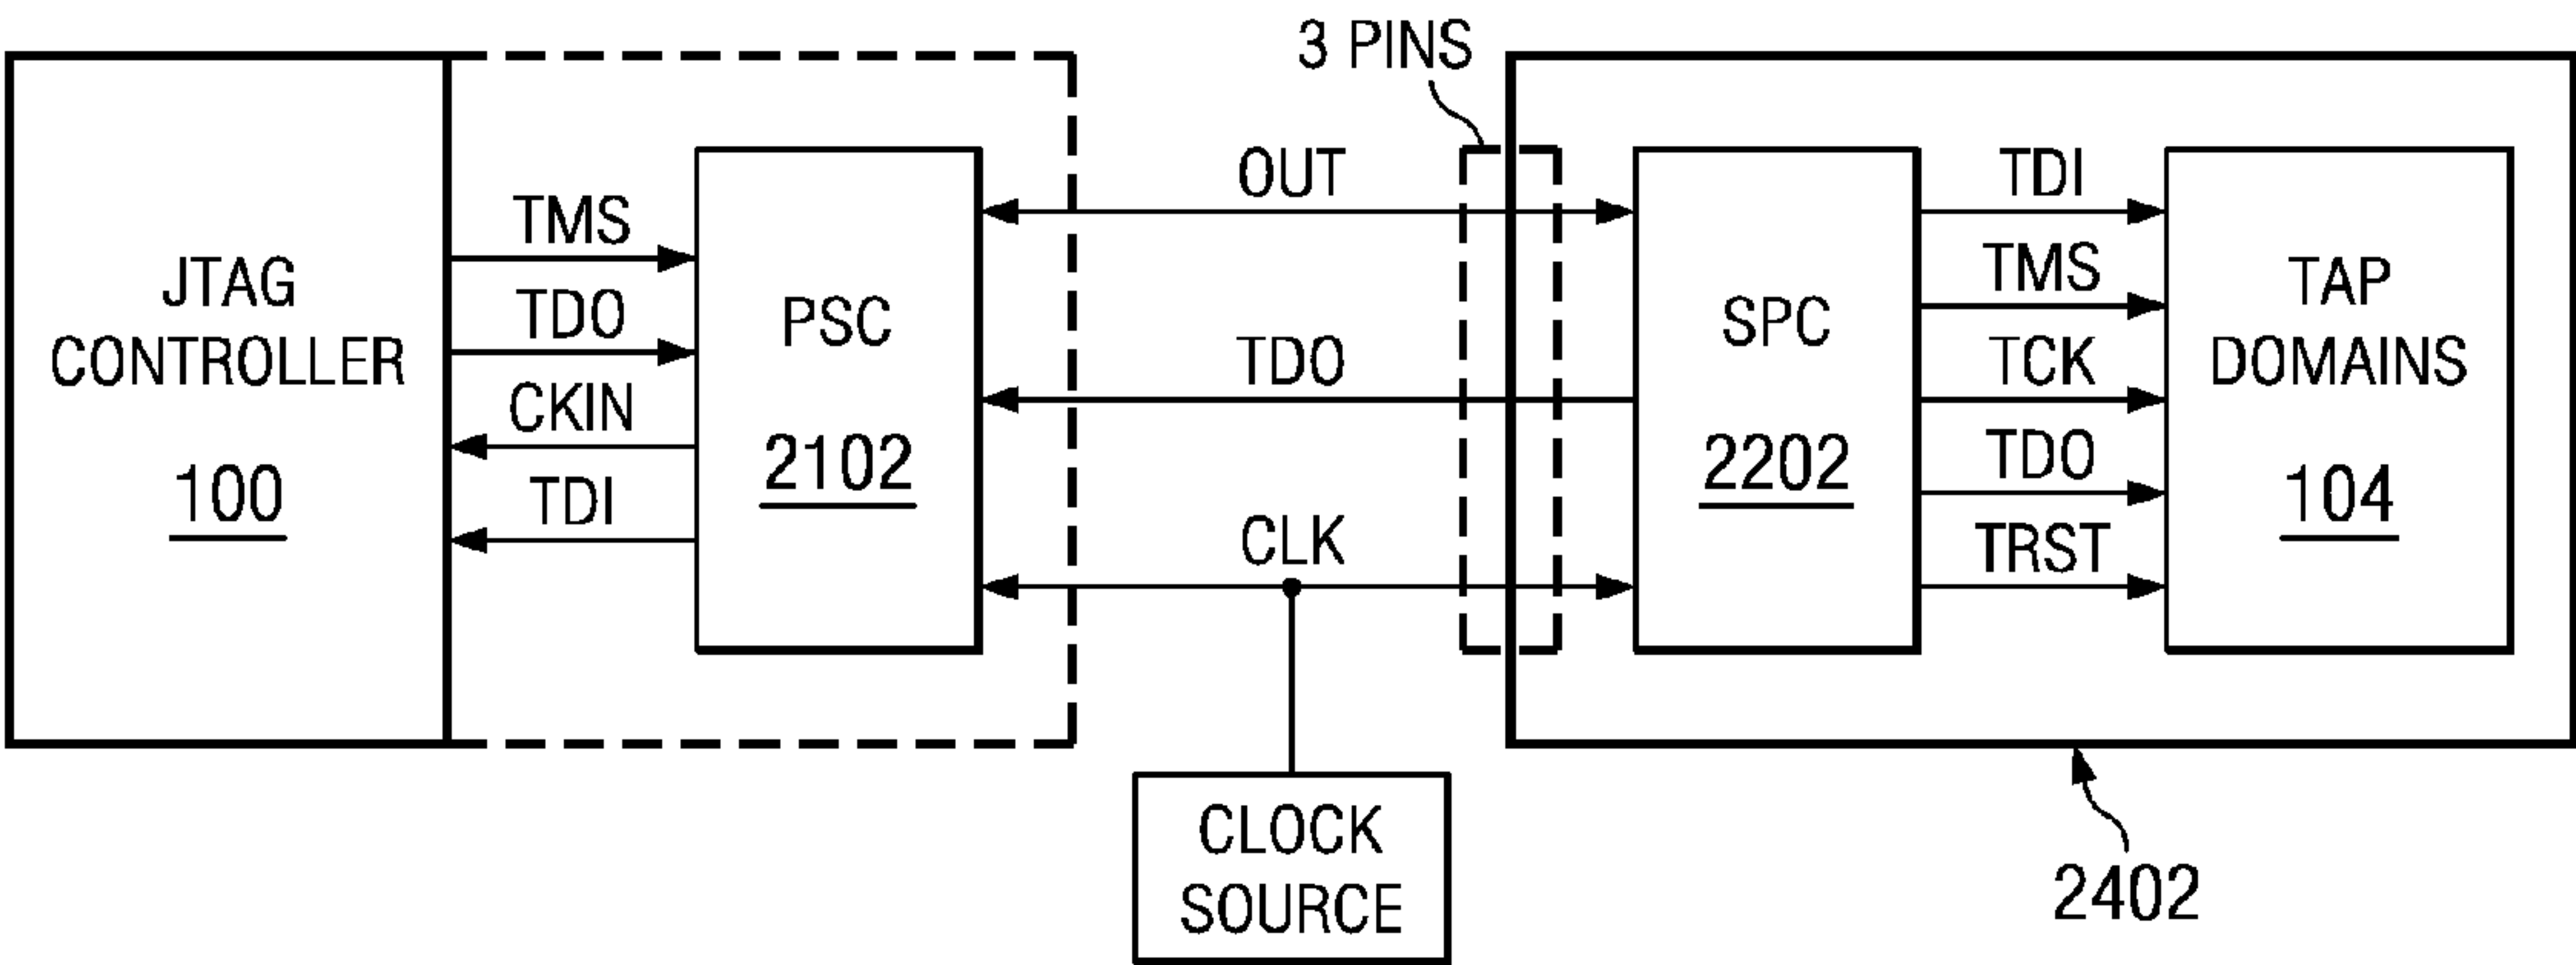 3 PINS
JTAG
CONTROLLER
100
TMS
TDO
CKIN
TDI
PSC
2102
OUT
TDO
CLK
CLOCK
SOURCE
SPC
2202
TDI
TMS
TCK
TDO
TRST
TAP
DOMAINS
104
2402